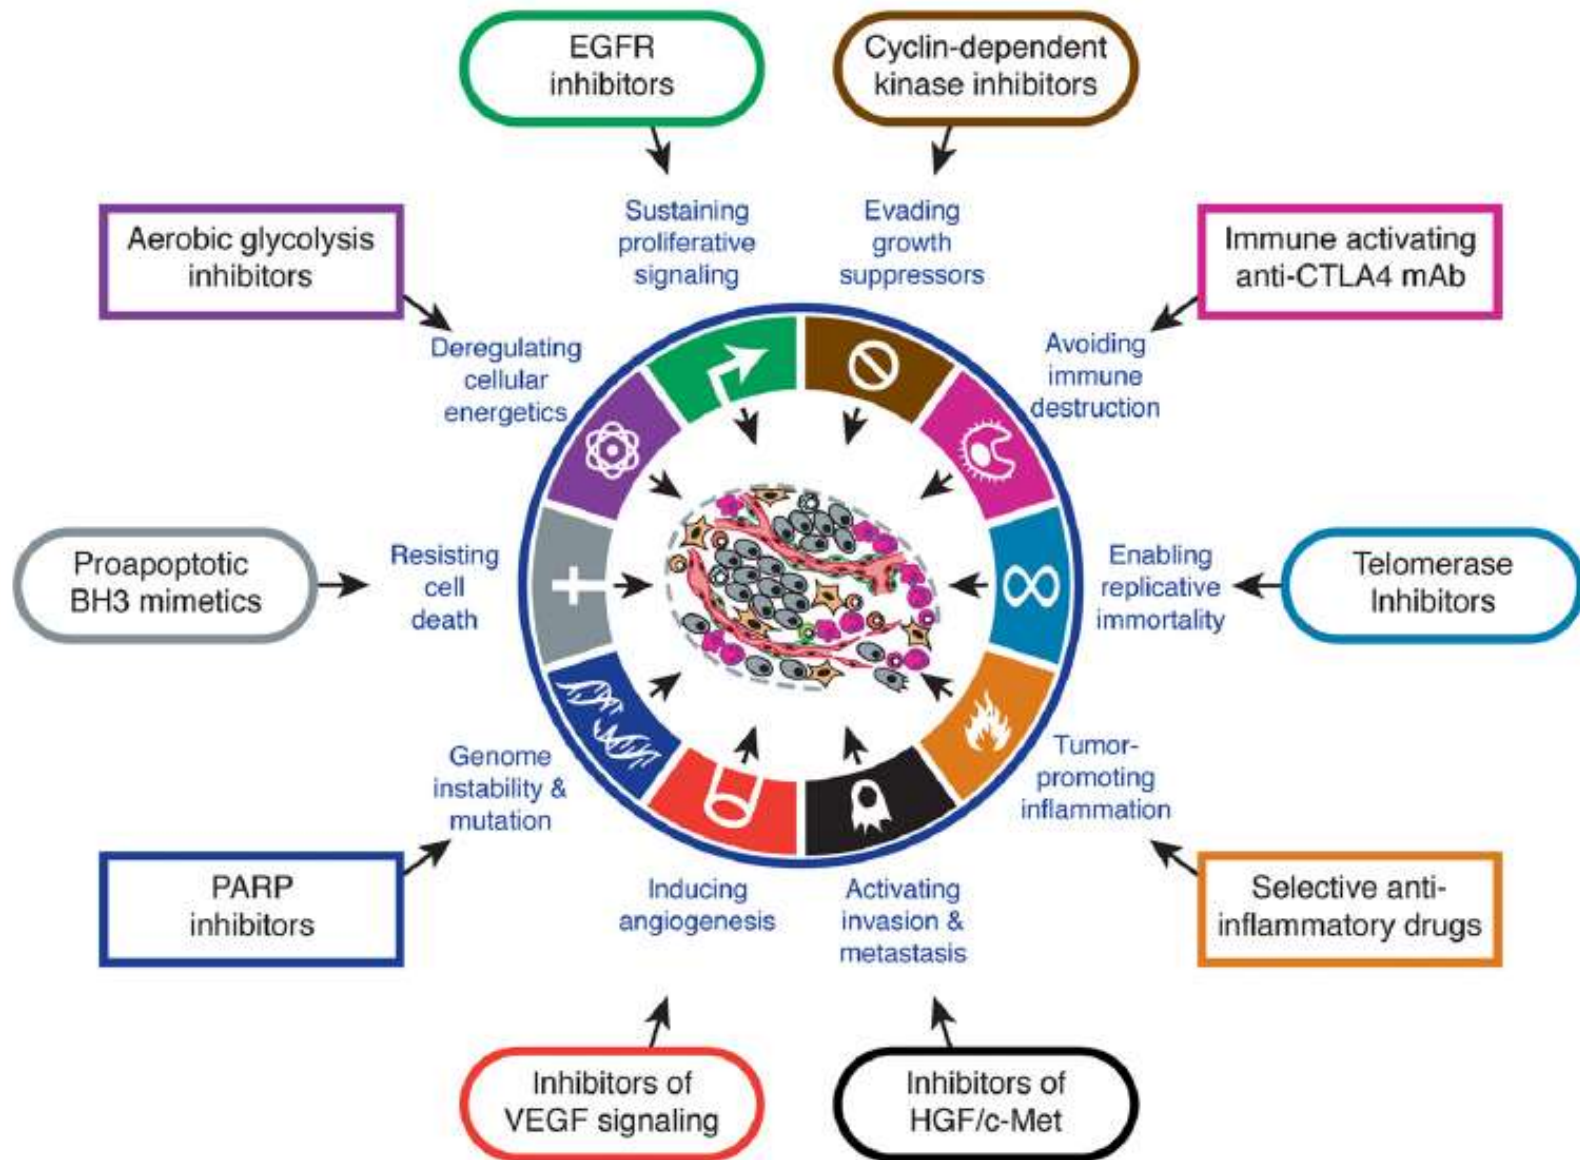 EGFR
inhibitors
Cyclin-dependent
kinase inhibitors
Sustaining
proliferative
signaling
Evading
growth
suppressors
Aerobic glycolysis
inhibitors
Immune activating
anti-CTLA4 mAb
Deregulating
cellular
energetics
Avoiding
immune
destruction
Proapoptotic
BH3 mimetics
Resisting
cell
death
Enabling
replicative
immortality
Telomerase
Inhibitors
Genome
instability &
mutation
Tumor-
promoting
inflammation
PARP
inhibitors
Inducing
angiogenesis
Activating
invasion &
metastasis
Selective anti-
inflammatory drugs
Inhibitors of
VEGF signaling
Inhibitors of
HGF/c-Met